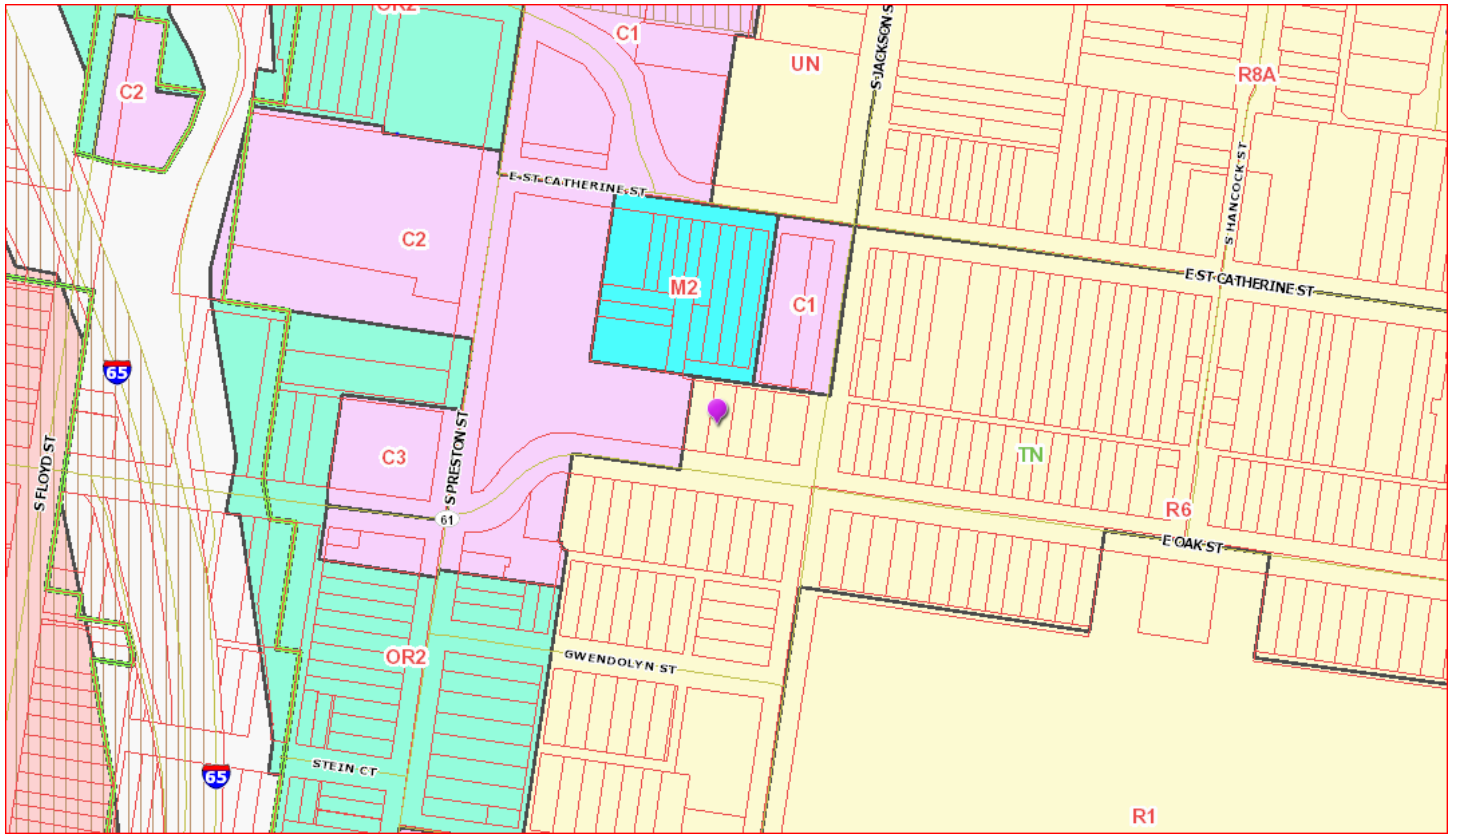 OR2
C1
S JACKSON S
UN
R8A
C2
E ST CATHERINE ST
S HANCOCK ST
C2
M2
C1
E ST CATHERINE ST
65
S FLOYD ST
C3
S PRESTON ST
TN
R6
61
E OAK ST
OR2
GWENDOLYN ST
STEIN CT
65
R1